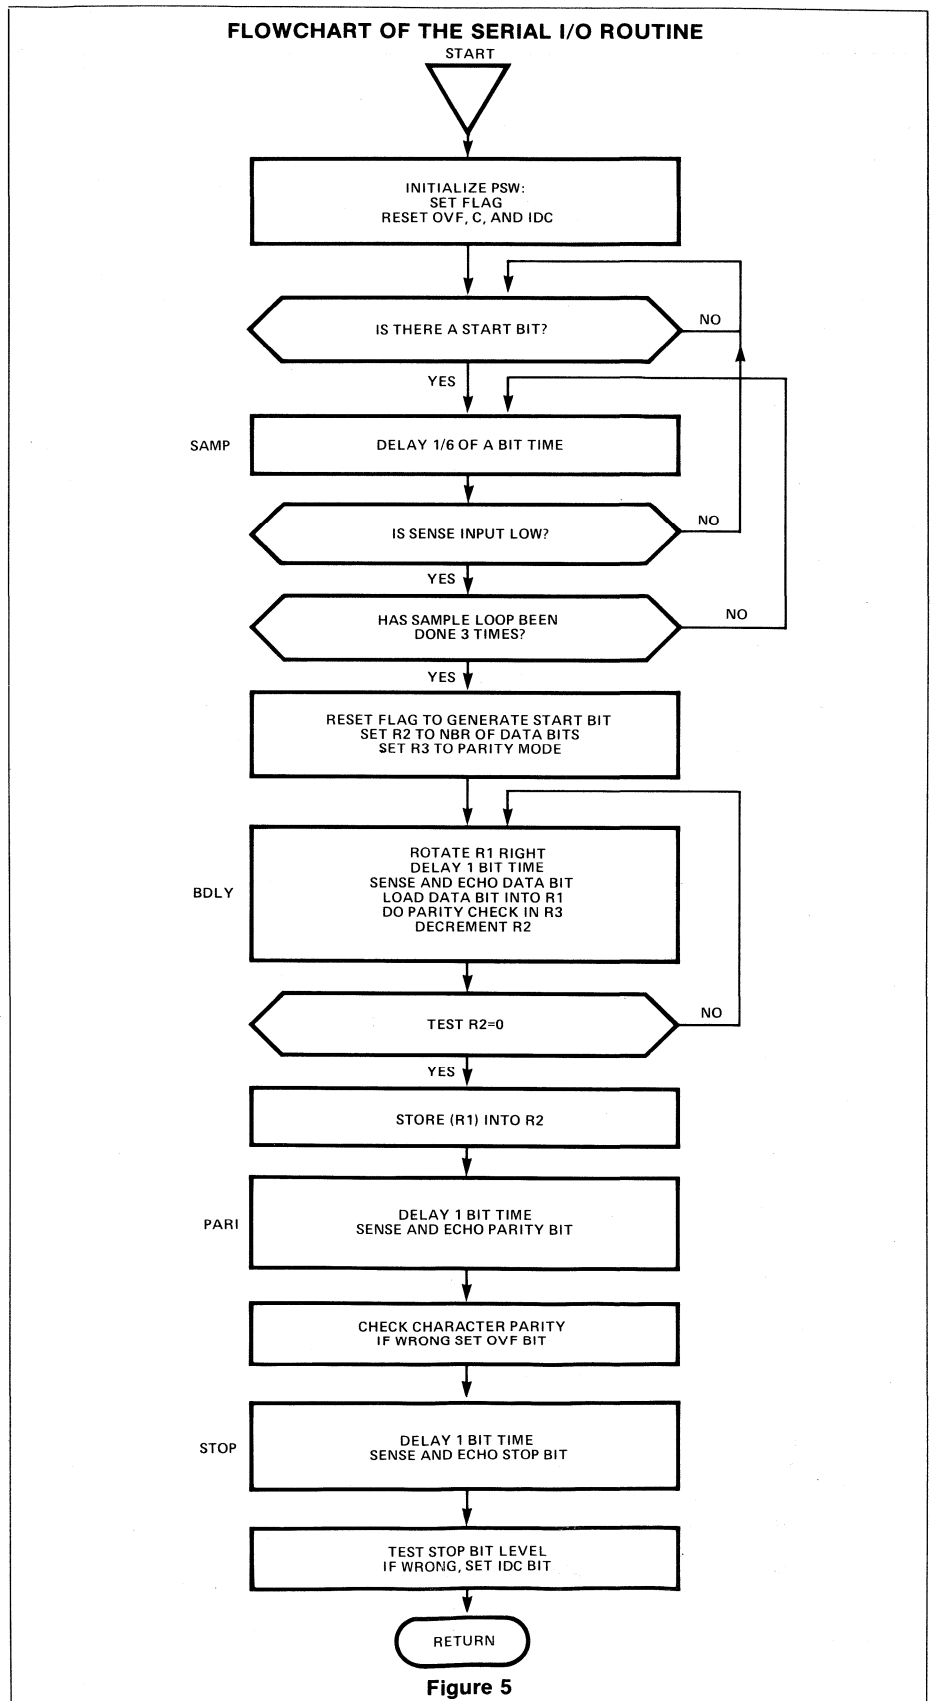 FLOWCHART OF THE SERIAL I/O ROUTINE
START
INITIALIZE PSW:
SET FLAG
RESET OVF, C, AND IDC
IS THERE A START BIT?
NO
YES
SAMP
DELAY 1/6 OF A BIT TIME
IS SENSE INPUT LOW?
NO
YES
HAS SAMPLE LOOP BEEN
DONE 3 TIMES?
NO
YES
RESET FLAG TO GENERATE START BIT
SET R2 TO NBR OF DATA BITS
SET R3 TO PARITY MODE
BDLY
ROTATE R1 RIGHT
DELAY 1 BIT TIME
SENSE AND ECHO DATA BIT
LOAD DATA BIT INTO R1
DO PARITY CHECK IN R3
DECREMENT R2
TEST R2=0
NO
YES
STORE (R1) INTO R2
PARI
DELAY 1 BIT TIME
SENSE AND ECHO PARITY BIT
CHECK CHARACTER PARITY
IF WRONG SET OVF BIT
STOP
DELAY 1 BIT TIME
SENSE AND ECHO STOP BIT
TEST STOP BIT LEVEL
IF WRONG, SET IDC BIT
RETURN
Figure 5